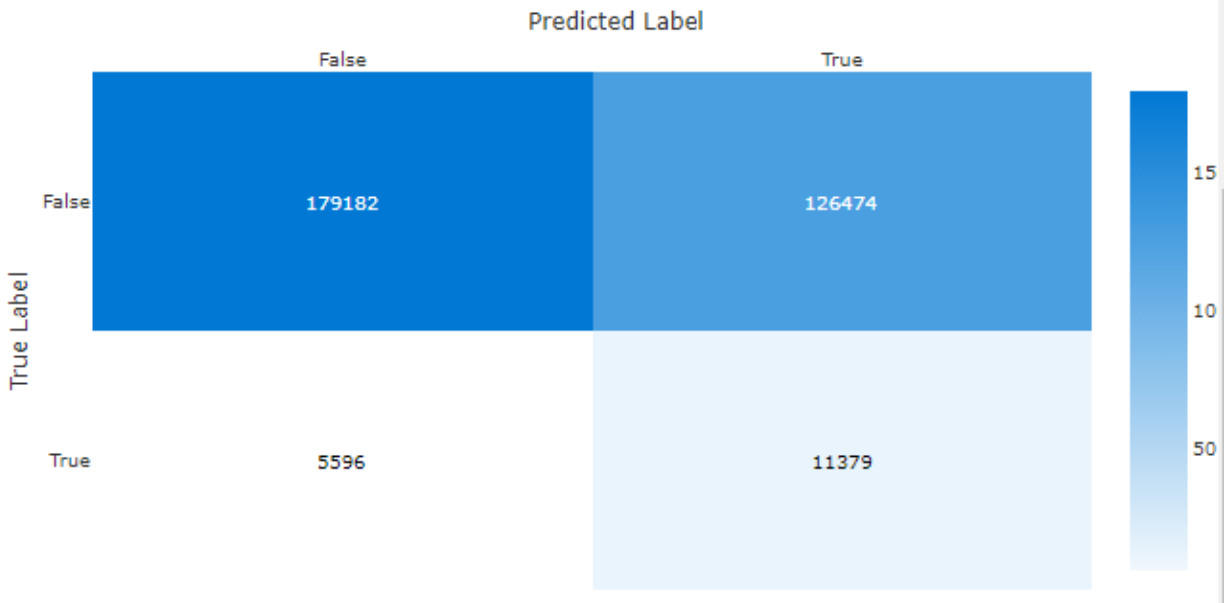 Predicted Label
False True
15
False 179182 126474
True Label
10
50
True 5596 11379